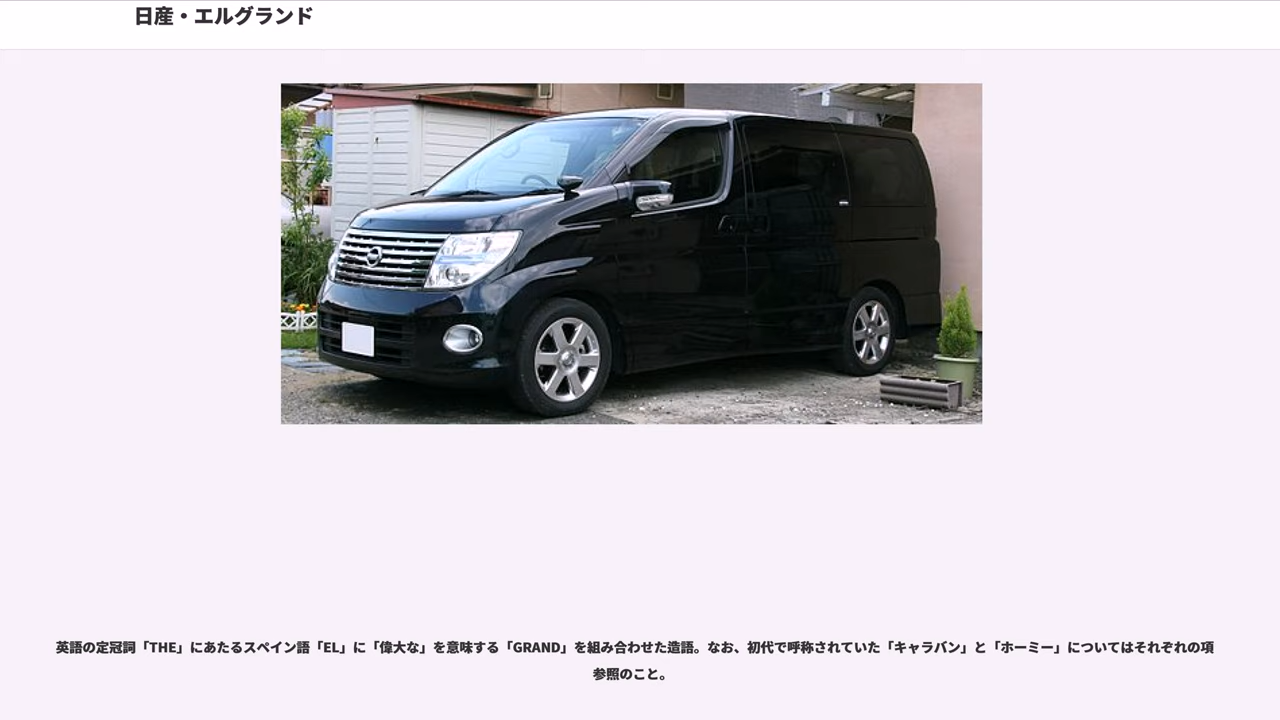 日産・エルグランド
英語の定冠詞「THE」にあたるスペイン語「EL」に「偉大な」を意味する「GRAND」を組み合わせた造語。なお、初代で呼称されていた「キャラバン」と「ホーミー」についてはそれぞれの項
参照のこと。